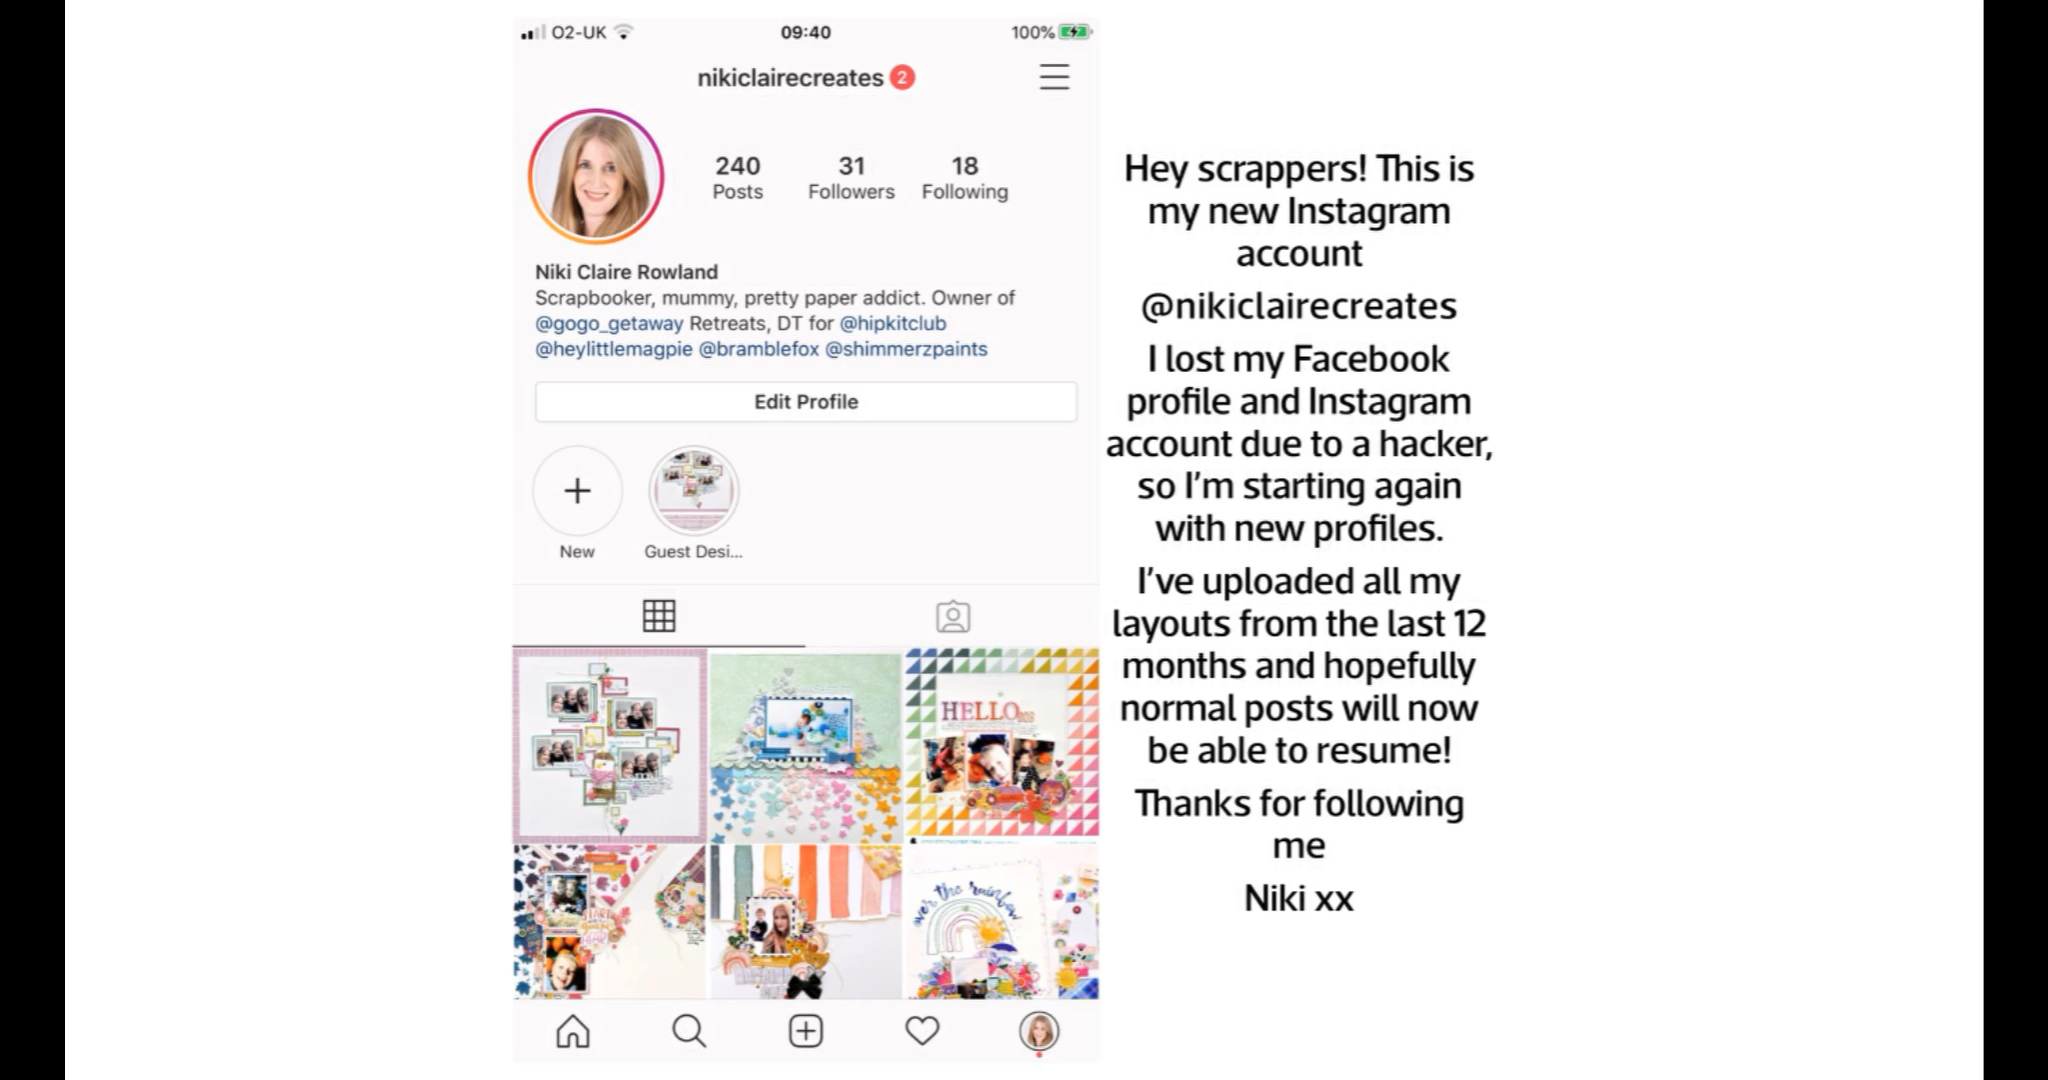 O2-UK
09:40
100%
nikiclairecreates 2
240 31 18
Posts Followers Following
Niki Claire Rowland
Scrapbooker, mummy, pretty paper addict. Owner of
@gogo_getaway Retreats, DT for @hipkitclub
@heylittlemagpie @bramblefox @shimmerzpaints
Edit Profile
New Guest Desi...
HELLO
over the rainbow
Hey scrappers! This is
my new Instagram
account
@nikiclairecreates
I lost my Facebook
profile and Instagram
account due to a hacker,
so I'm starting again
with new profiles.
I've uploaded all my
layouts from the last 12
months and hopefully
normal posts will now
be able to resume!
Thanks for following
me
Niki xx